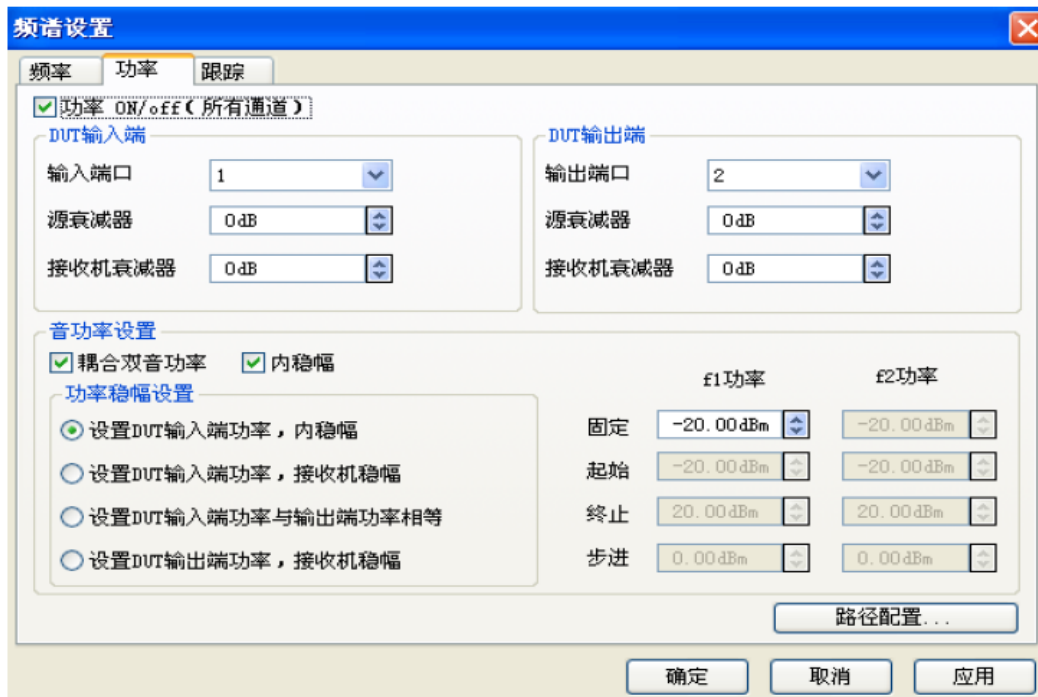 频谱设置
频率 功率 跟踪
功率 ON/off(所有通道)
DUT输入端
输入端口 1
源衰减器 0dB
接收机衰减器 0dB
DUT输出端
输出端口 2
源衰减器 0dB
接收机衰减器 0dB
音功率设置
耦合双音功率 内稳幅
功率稳幅设置
设置DUT输入端功率，内稳幅
设置DUT输入端功率，接收机稳幅
设置DUT输入端功率与输出端功率相等
设置DUT输出端功率，接收机稳幅
f1功率 f2功率
固定 -20.00dBm -20.00dBm
起始 -20.00dBm -20.00dBm
终止 20.00dBm 20.00dBm
步进 0.00dBm 0.00dBm
路径配置...
确定 取消 应用